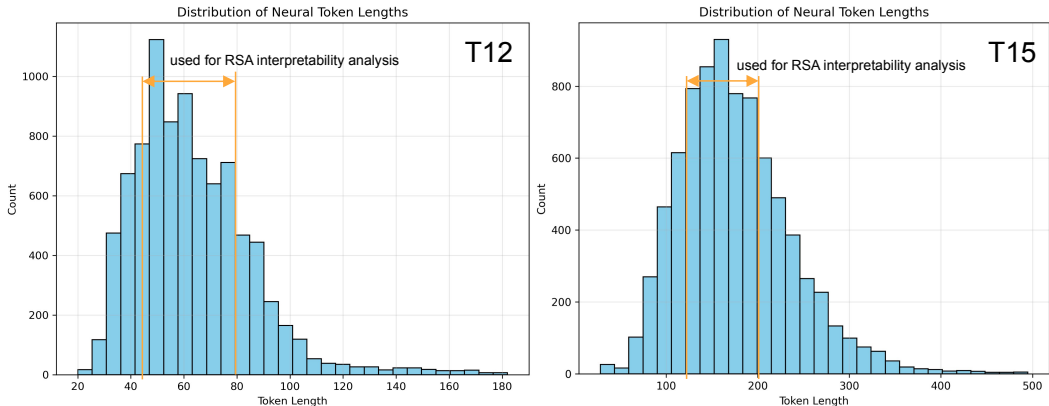 Distribution of Neural Token Lengths
T12
used for RSA interpretability analysis
1000
800
600
400
200
0
Count
20 40 60 80 100 120 140 160 180
Token Length
Distribution of Neural Token Lengths
T15
used for RSA interpretability analysis
800
600
400
200
0
Count
100 200 300 400 500
Token Length